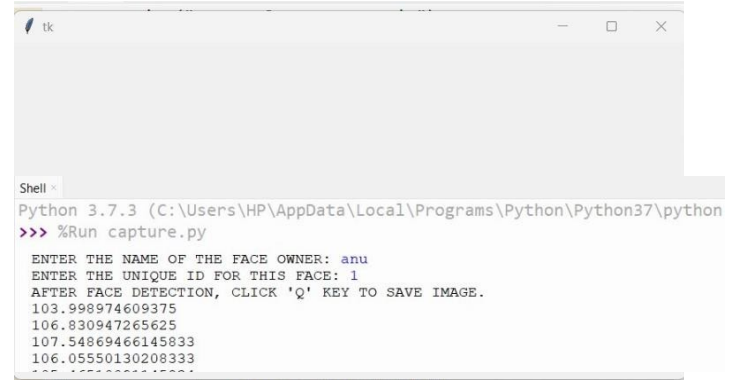 tk
Shell
Python 3.7.3 (C:\Users\HP\AppData\Local\Programs\Python\Python37\python
>>> %Run capture.py
ENTER THE NAME OF THE FACE OWNER: anu
ENTER THE UNIQUE ID FOR THIS FACE: 1
AFTER FACE DETECTION, CLICK 'Q' KEY TO SAVE IMAGE.
103.998974609375
106.830947265625
107.54869466145833
106.05550130208333